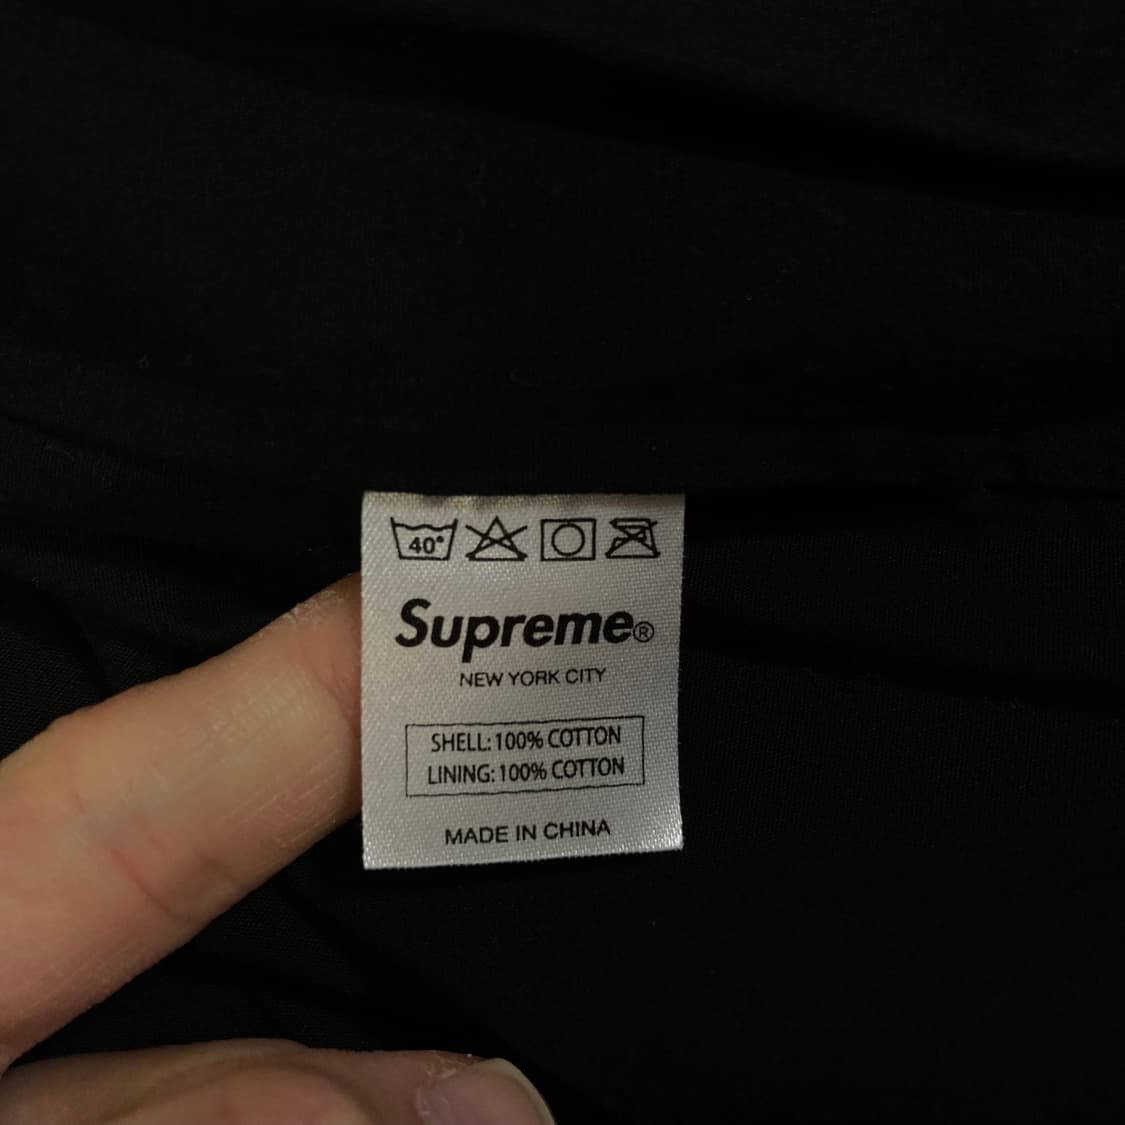 40°
Supreme®
NEW YORK CITY
SHELL: 100% COTTON
LINING: 100% COTTON
MADE IN CHINA